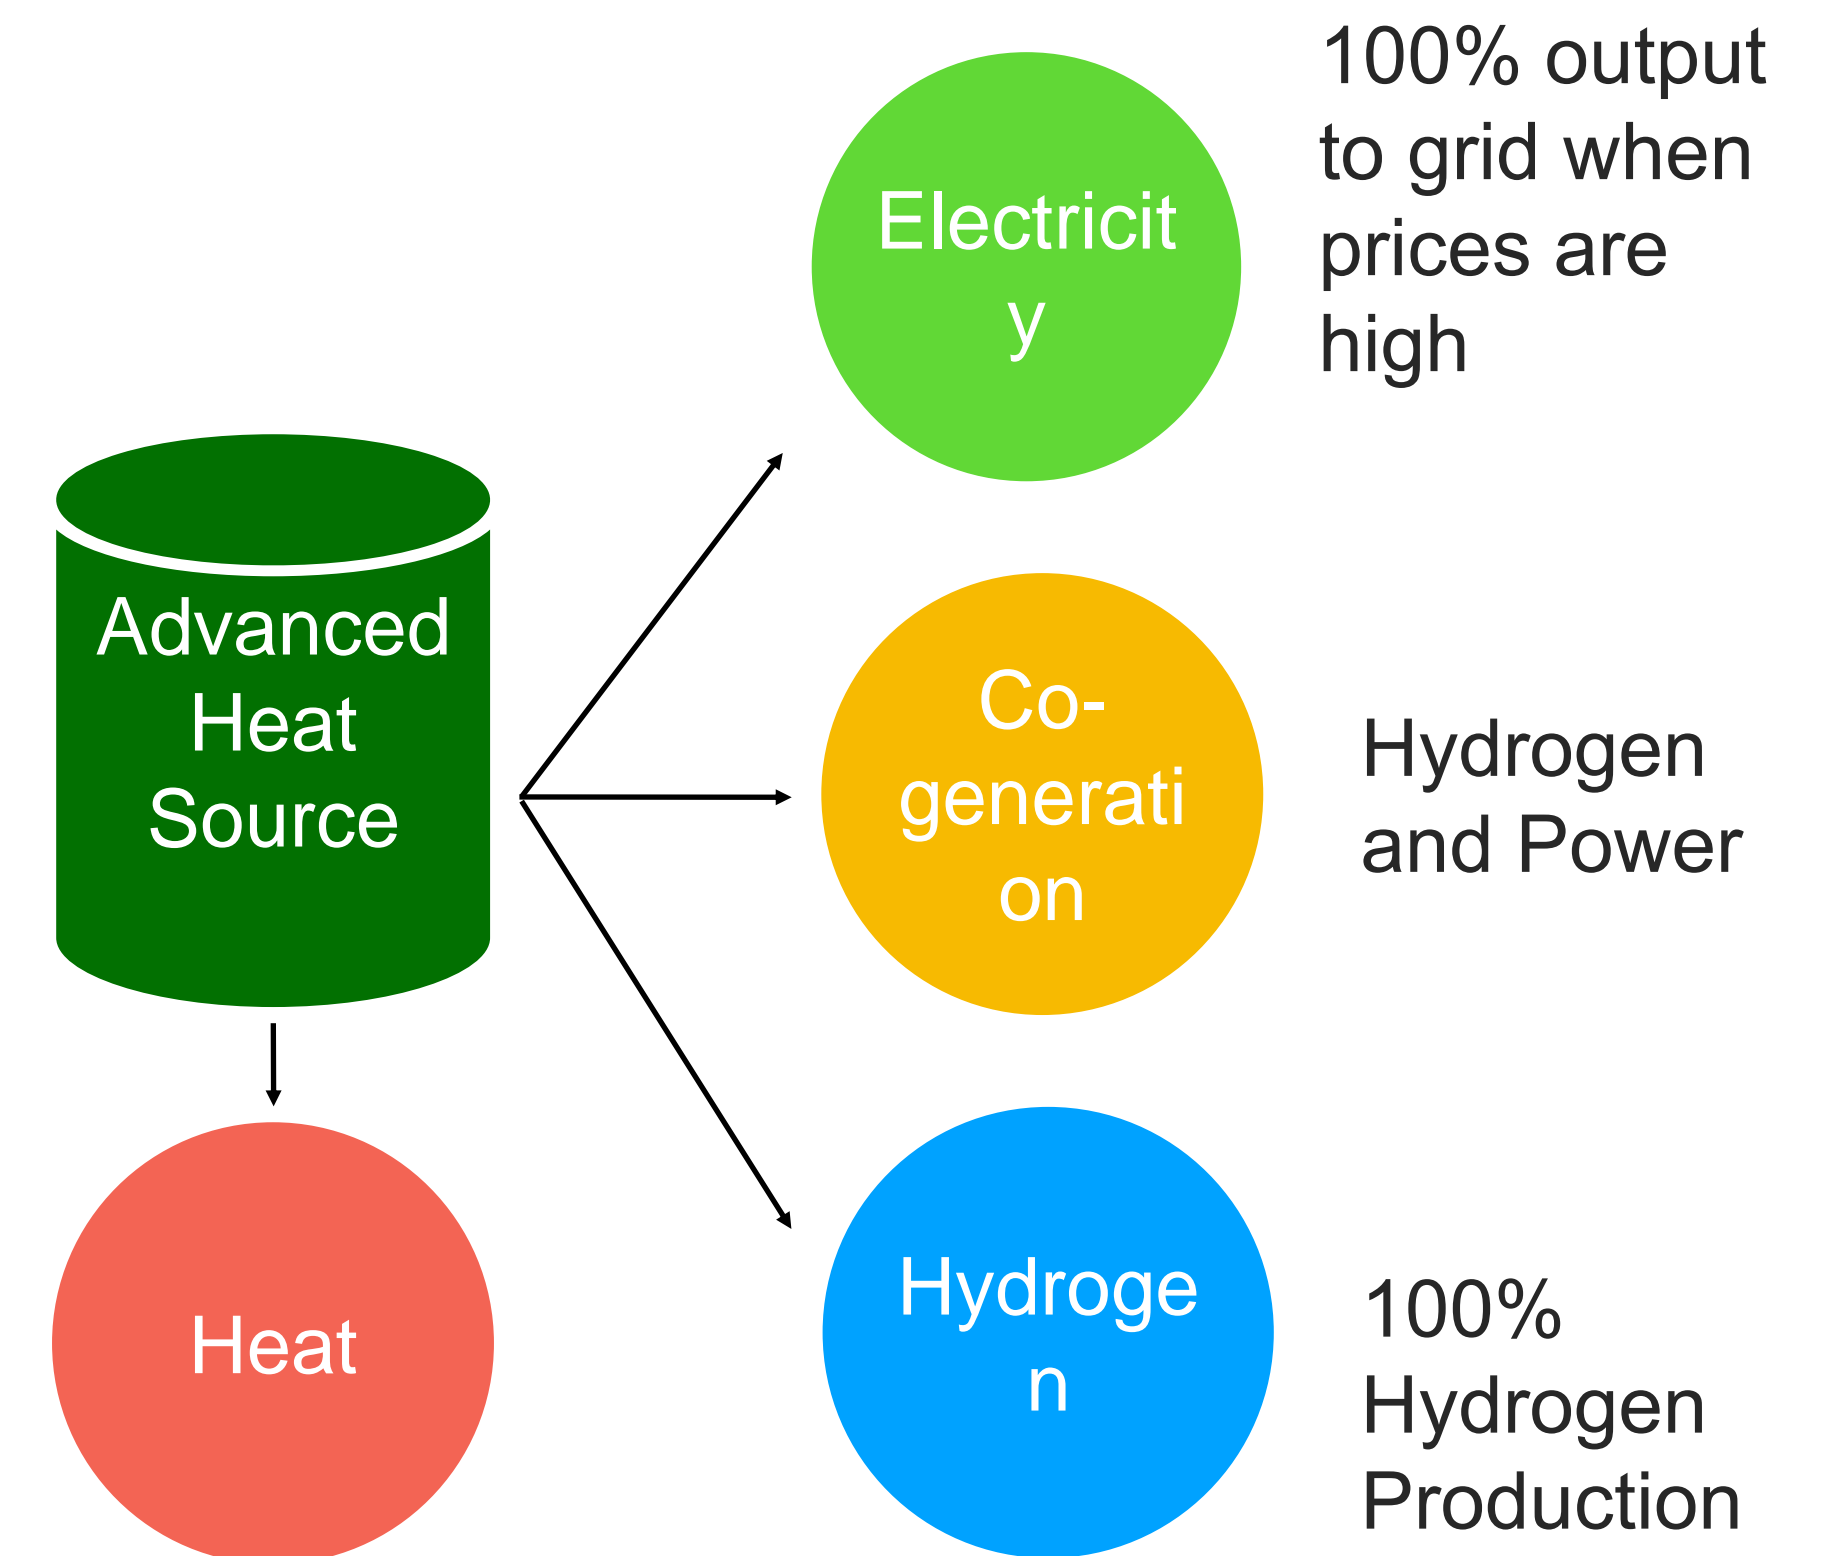 100% output
to grid when
prices are
high
Electricit
y
Advanced
Heat
Source
Co-
generati
on
Hydrogen
and Power
Heat
Hydroge
n
100%
Hydrogen
Production